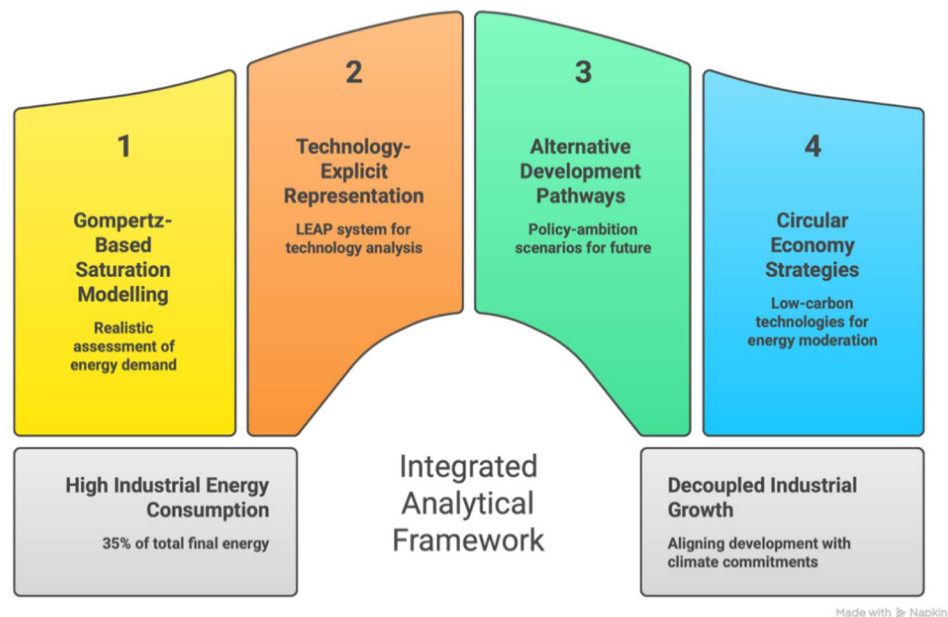 1
Gompertz-
Based
Saturation
Modelling
Realistic
assessment of
energy demand
2
Technology-
Explicit
Representation
LEAP system for
technology analysis
3
Alternative
Development
Pathways
Policy-ambition
scenarios for future
4
Circular
Economy
Strategies
Low-carbon
technologies for
energy moderation
High Industrial Energy
Consumption
35% of total final energy
Integrated
Analytical
Framework
Decoupled Industrial
Growth
Aligning development with
climate commitments
Made with Napkin